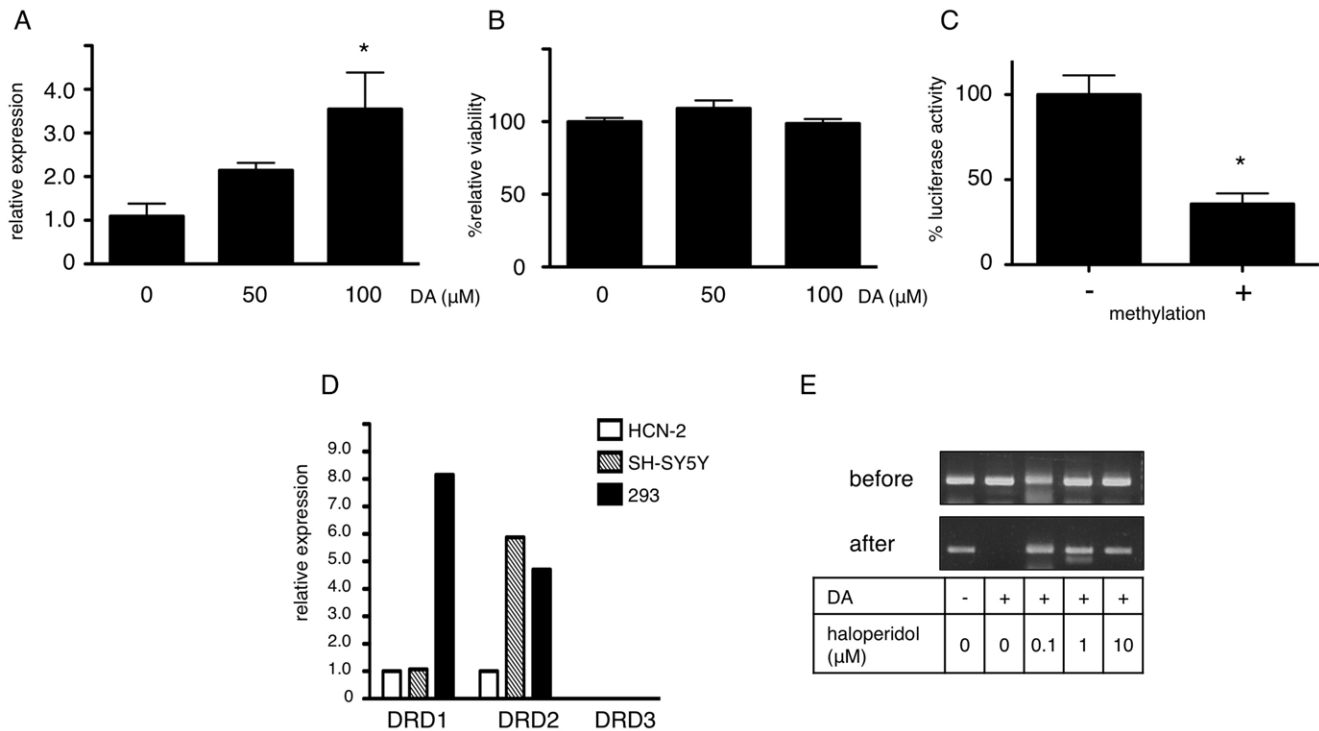 A
relative expression
4.0
3.0
2.0
1.0
0
*
0 50 100 DA (µM)
B
%relative viability
100
50
0
0 50 100 DA (µM)
C
% luciferase activity
100
50
0
*
- +
methylation
D
relative expression
9.0
8.0
7.0
6.0
5.0
4.0
3.0
2.0
1.0
0
HCN-2
SH-SY5Y
293
DRD1 DRD2 DRD3
E
before
after
DA - + + + +
haloperidol
(µM) 0 0 0.1 1 10